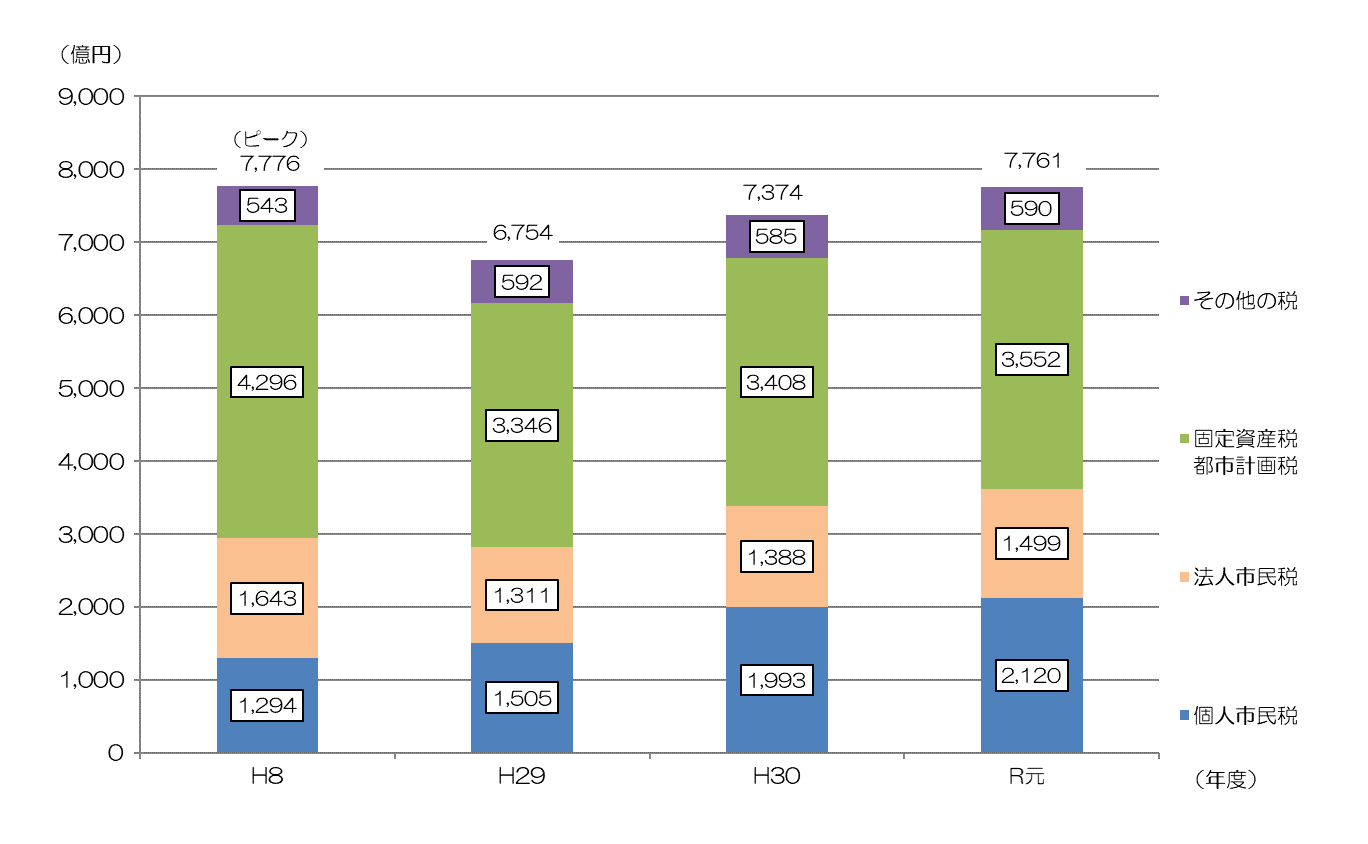 （億円）
9,000
8,000
7,000
6,000
5,000
4,000
3,000
2,000
1,000
0
（ピーク）
7,776
543
4,296
1,643
1,294
6,754
592
3,346
1,311
1,505
7,374
585
3,408
1,388
1,993
7,761
590
3,552
1,499
2,120
H8
H29
H30
R元
（年度）
その他の税
固定資産税
都市計画税
法人市民税
個人市民税